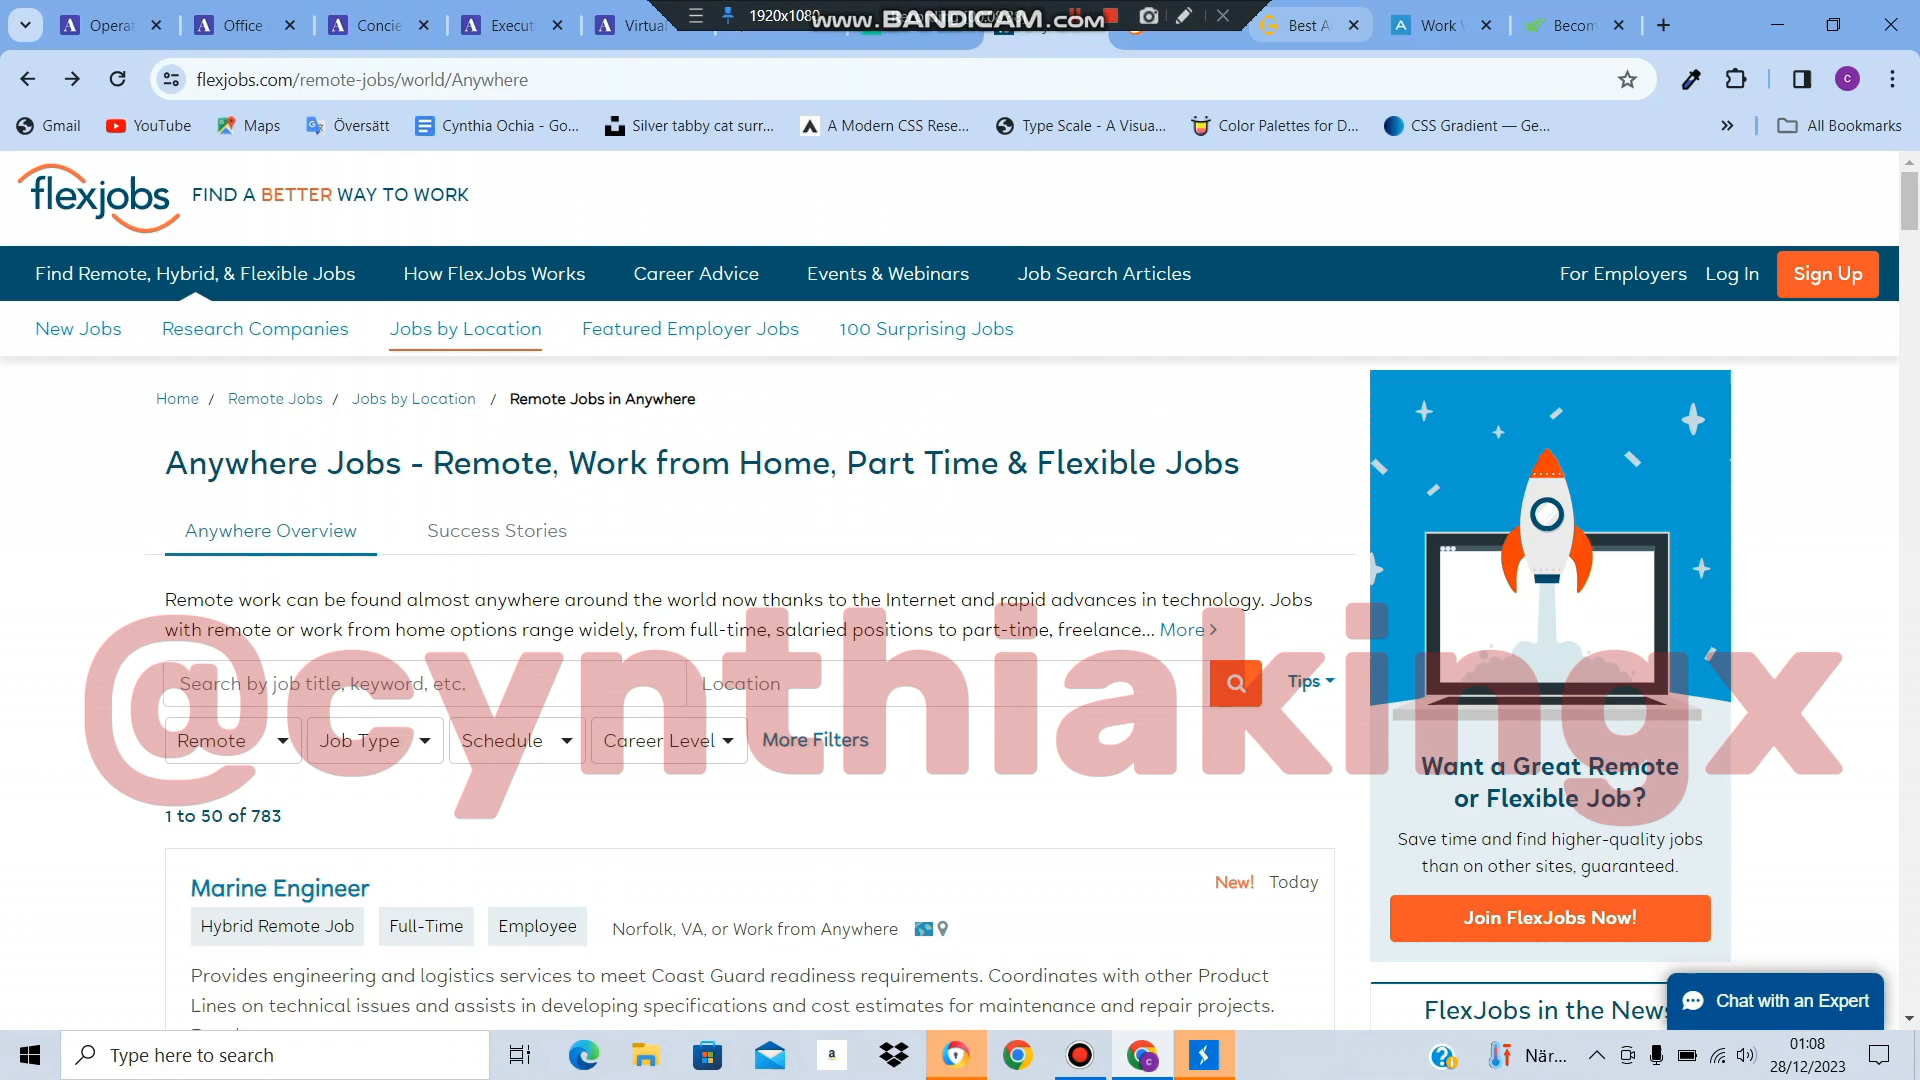 Operat
Office
Concie
Executi
Virtual
1920x1080
www.BANDICAM.com
Best A
Work
Becom
flexjobs.com/remote-jobs/world/Anywhere
Gmail
YouTube
Maps
Översätt
Cynthia Ochia - Go...
Silver tabby cat surr...
A Modern CSS Rese...
Type Scale - A Visua...
Color Palettes for D...
CSS Gradient — Ge...
All Bookmarks
flexjobs FIND A BETTER WAY TO WORK
Find Remote, Hybrid, & Flexible Jobs
How FlexJobs Works
Career Advice
Events & Webinars
Job Search Articles
For Employers
Log In
Sign Up
New Jobs
Research Companies
Jobs by Location
Featured Employer Jobs
100 Surprising Jobs
Home / Remote Jobs / Jobs by Location / Remote Jobs in Anywhere
Anywhere Jobs - Remote, Work from Home, Part Time & Flexible Jobs
Anywhere Overview
Success Stories
Remote work can be found almost anywhere around the world now thanks to the Internet and rapid advances in technology. Jobs
with remote or work from home options range widely, from full-time, salaried positions to part-time, freelance... More >
@cynthiakingx
Search by job title, keyword, etc.
Location
Tips
Remote
Job Type
Schedule
Career Level
More Filters
1 to 50 of 783
Marine Engineer
New! Today
Hybrid Remote Job
Full-Time
Employee
Norfolk, VA, or Work from Anywhere
Provides engineering and logistics services to meet Coast Guard readiness requirements. Coordinates with other Product
Lines on technical issues and assists in developing specifications and cost estimates for maintenance and repair projects.
Want a Great Remote
or Flexible Job?
Save time and find higher-quality jobs
than on other sites, guaranteed.
Join FlexJobs Now!
FlexJobs in the News
Chat with an Expert
Type here to search
När...
01:08
28/12/2023